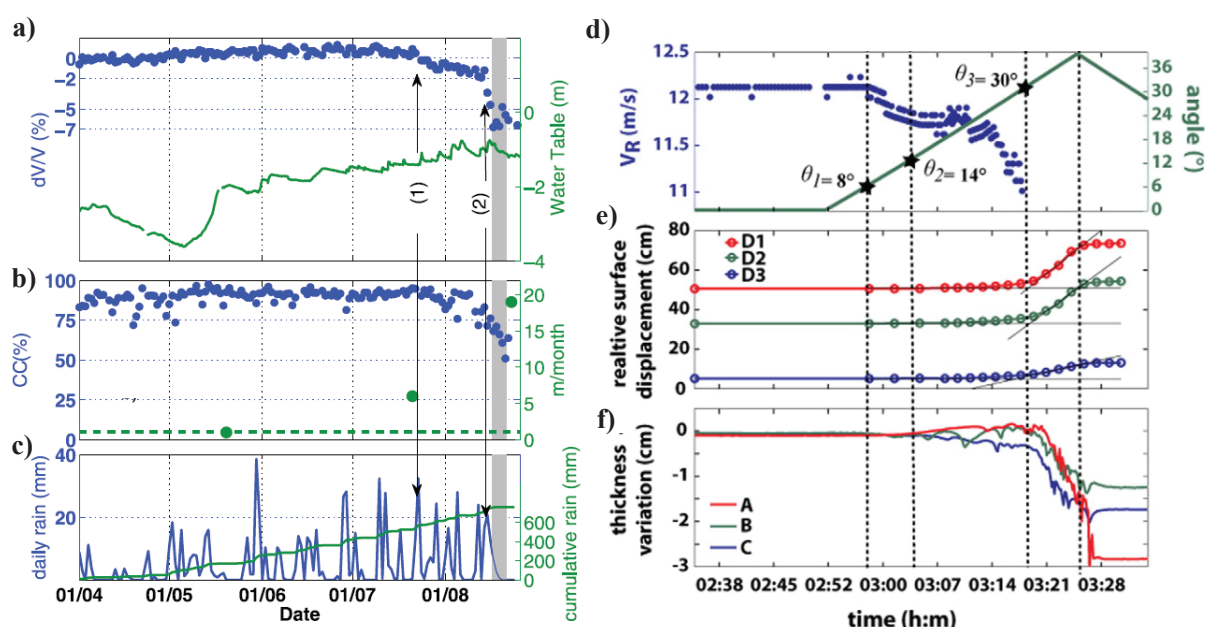 a)
0
−2
−5
−7
dV/V (%)
2
0
−2
−4
Water Table (m)
(1)
(2)
b)
100
75
50
25
0
CC(%)
20
15
10
5
0
m/month
c)
40
20
daily rain (mm)
600
400
200
0
cumulative rain (mm)
01/04 01/05 01/06 01/07 01/08
Date
d)
12.5
12
11.5
11
VR (m/s)
36
30
24
18
12
6
0
angle (°)
θ1= 8°
θ2= 14°
θ3= 30°
e)
80
60
40
20
0
realtive surface
displacement (cm)
D1
D2
D3
f)
0
-1
-2
-3
thickness
variation (cm)
A
B
C
02:38 02:45 02:52 03:00 03:07 03:14 03:21 03:28
time (h:m)